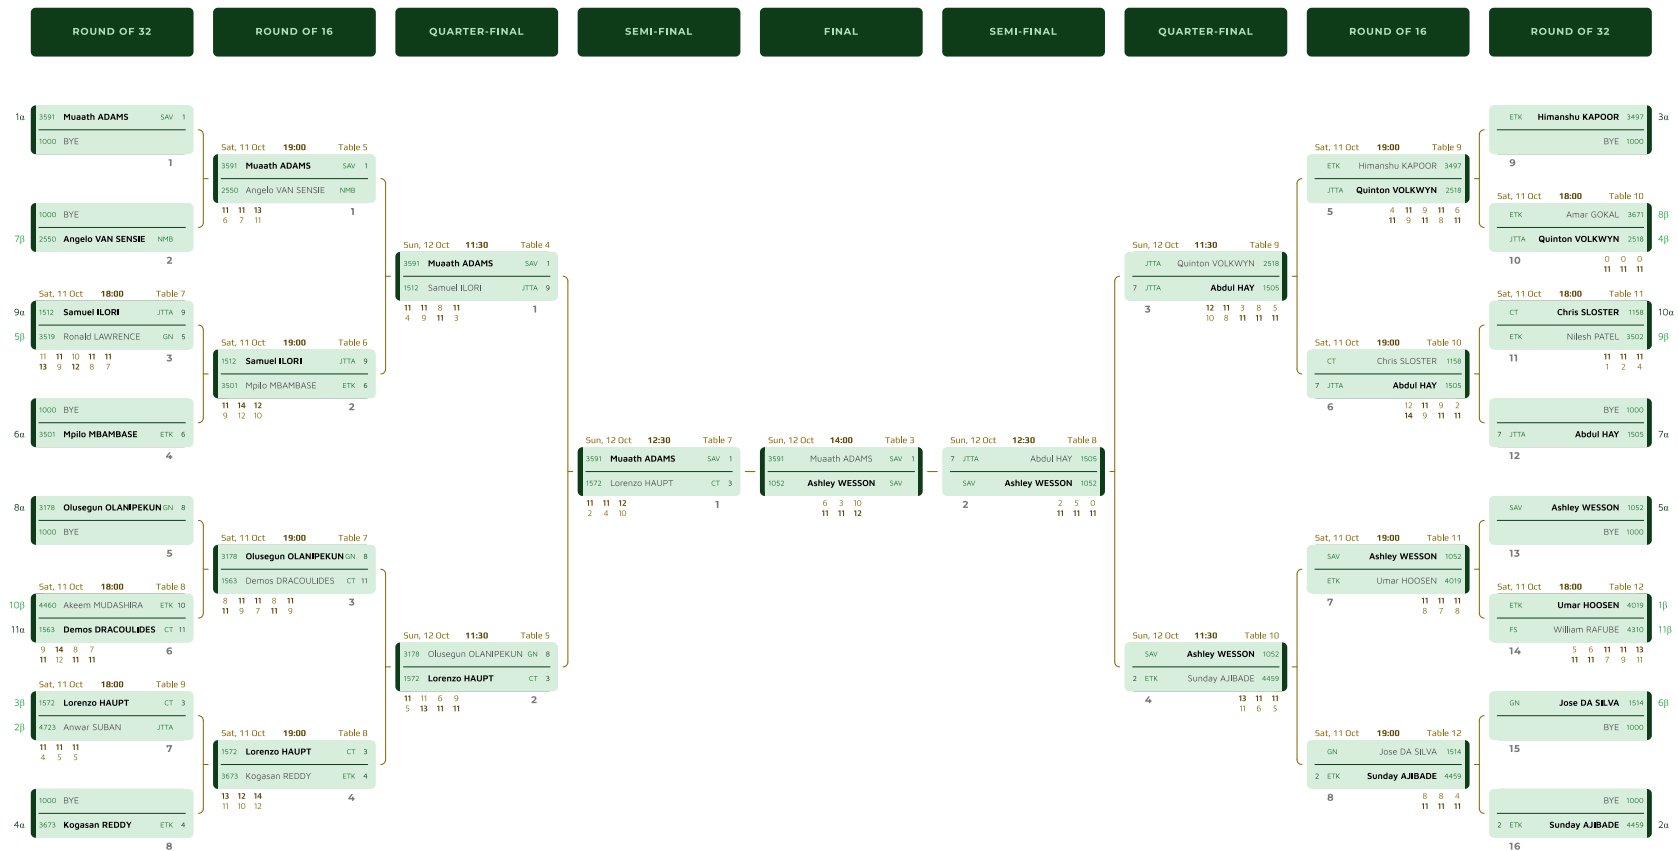 ROUND OF 32
ROUND OF 16
QUARTER-FINAL
SEMI-FINAL
FINAL
SEMI-FINAL
QUARTER-FINAL
ROUND OF 16
ROUND OF 32
1α 3591 Muaath ADAMS SAV 1
1000 BYE
1
1000 BYE
7β 2550 Angelo VAN SENSIE NMB
2
Sat, 11 Oct 18:00 Table 7
9α 1512 Samuel ILORI JTTA 9
5β 3519 Ronald LAWRENCE GN 5
11 11 10 11 11
13 9 12 8 7
3
1000 BYE
6α 3501 Mpilo MBAMBASE ETK 6
4
8α 3178 Olusegun OLANIPEKUN GN 8
1000 BYE
5
Sat, 11 Oct 18:00 Table 8
10β 4460 Akeem MUDASHIRA ETK 10
11α 1563 Demos DRACOULIDES CT 11
9 14 8 7
11 12 11 11
6
Sat, 11 Oct 18:00 Table 9
3β 1572 Lorenzo HAUPT CT 3
2β 4723 Anwar SUBAN JTTA
11 11 11
4 5 5
7
1000 BYE
4α 3673 Kogasan REDDY ETK 4
8
Sat, 11 Oct 19:00 Table 5
3591 Muaath ADAMS SAV 1
2550 Angelo VAN SENSIE NMB
11 11 13
6 7 11
1
Sat, 11 Oct 19:00 Table 6
1512 Samuel ILORI JTTA 9
3501 Mpilo MBAMBASE ETK 6
11 14 12
9 12 10
2
Sat, 11 Oct 19:00 Table 7
3178 Olusegun OLANIPEKUN GN 8
1563 Demos DRACOULIDES CT 11
8 11 11 8 11
11 9 7 11 9
3
Sat, 11 Oct 19:00 Table 8
1572 Lorenzo HAUPT CT 3
3673 Kogasan REDDY ETK 4
13 12 14
11 10 12
4
Sun, 12 Oct 11:30 Table 4
3591 Muaath ADAMS SAV 1
1512 Samuel ILORI JTTA 9
11 11 8 11
4 9 11 3
1
Sun, 12 Oct 11:30 Table 5
3178 Olusegun OLANIPEKUN GN 8
1572 Lorenzo HAUPT CT 3
11 11 6 9
5 13 11 11
2
Sun, 12 Oct 12:30 Table 7
3591 Muaath ADAMS SAV 1
1572 Lorenzo HAUPT CT 3
11 11 12
2 4 10
1
Sun, 12 Oct 14:00 Table 3
3591 Muaath ADAMS SAV 1
1052 Ashley WESSON SAV
6 3 10
11 11 12
Sun, 12 Oct 12:30 Table 8
7 JTTA Abdul HAY 1505
SAV Ashley WESSON 1052
2 5 0
11 11 11
2
Sun, 12 Oct 11:30 Table 9
JTTA Quinton VOLKWYN 2518
7 JTTA Abdul HAY 1505
12 11 3 8 5
10 8 11 11 11
3
Sun, 12 Oct 11:30 Table 10
SAV Ashley WESSON 1052
2 ETK Sunday AJIBADE 4459
13 11 11
11 6 5
4
Sat, 11 Oct 19:00 Table 9
ETK Himanshu KAPOOR 3497
JTTA Quinton VOLKWYN 2518
4 11 9 11 6
11 9 11 8 11
5
Sat, 11 Oct 19:00 Table 10
CT Chris SLOSTER 1158
7 JTTA Abdul HAY 1505
12 11 9 2
14 9 11 11
6
Sat, 11 Oct 19:00 Table 11
SAV Ashley WESSON 1052
ETK Umar HOOSEN 4019
11 11 11
8 7 8
7
Sat, 11 Oct 19:00 Table 12
GN Jose DA SILVA 1514
2 ETK Sunday AJIBADE 4459
8 8 4
11 11 11
8
ETK Himanshu KAPOOR 3497 3α
BYE 1000
9
Sat, 11 Oct 18:00 Table 10
ETK Amar GOKAL 3671 8β
JTTA Quinton VOLKWYN 2518 4β
0 0 0
11 11 11
10
Sat, 11 Oct 18:00 Table 11
CT Chris SLOSTER 1158 10α
ETK Nilesh PATEL 3502 9β
11 11 11
1 2 4
11
BYE 1000
7 JTTA Abdul HAY 1505 7α
12
SAV Ashley WESSON 1052 5α
BYE 1000
13
Sat, 11 Oct 18:00 Table 12
ETK Umar HOOSEN 4019 1β
FS William RAFUBE 4310 11β
5 6 11 11 13
11 11 7 9 11
14
GN Jose DA SILVA 1514 6β
BYE 1000
15
BYE 1000
2 ETK Sunday AJIBADE 4459 2α
16